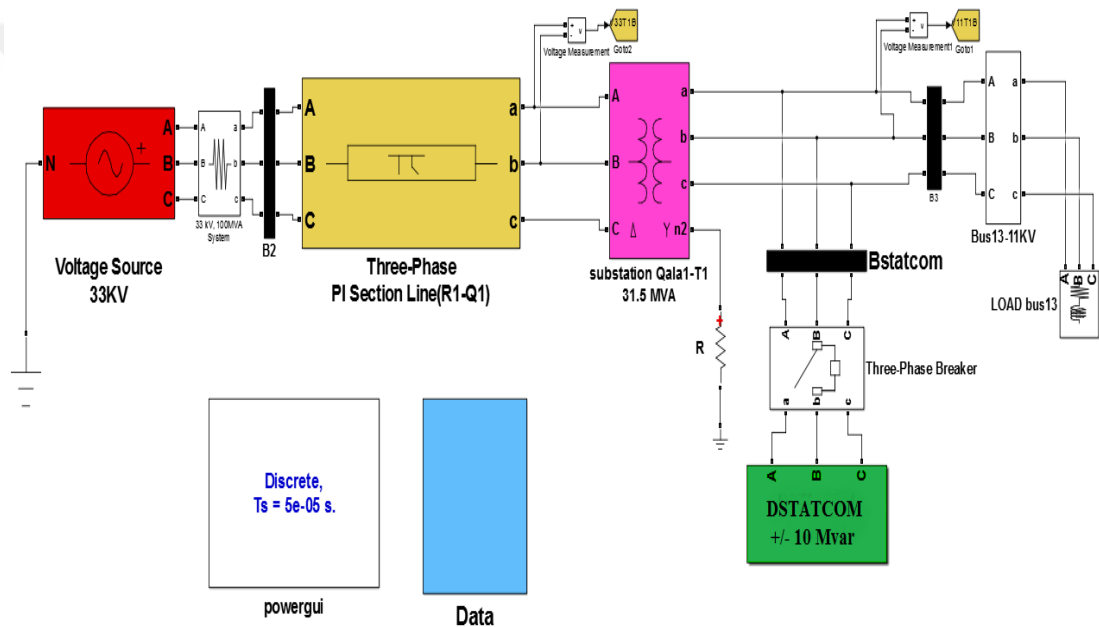 33T1B
Goto2
+
-
v
Voltage Measurement
11T1B
Goto1
+
-
v
Voltage Measurement1
N
+
A
B
C
A
B
C
a
b
c
33 kV, 100MVA
System
B2
A
B
C
a
b
c
A
B
C
Δ
Y
a
b
c
n2
B3
A
B
C
a
b
c
Bus13-11KV
Voltage Source
33KV
Three-Phase
PI Section Line(R1-Q1)
substation Qala1-T1
31.5 MVA
Bstatcom
A
B
C
LOAD bus13
+
R
A
B
C
a
b
c
Three-Phase Breaker
Discrete,
Ts = 5e-05 s.
powergui
Data
A
B
C
DSTATCOM
+/- 10 Mvar